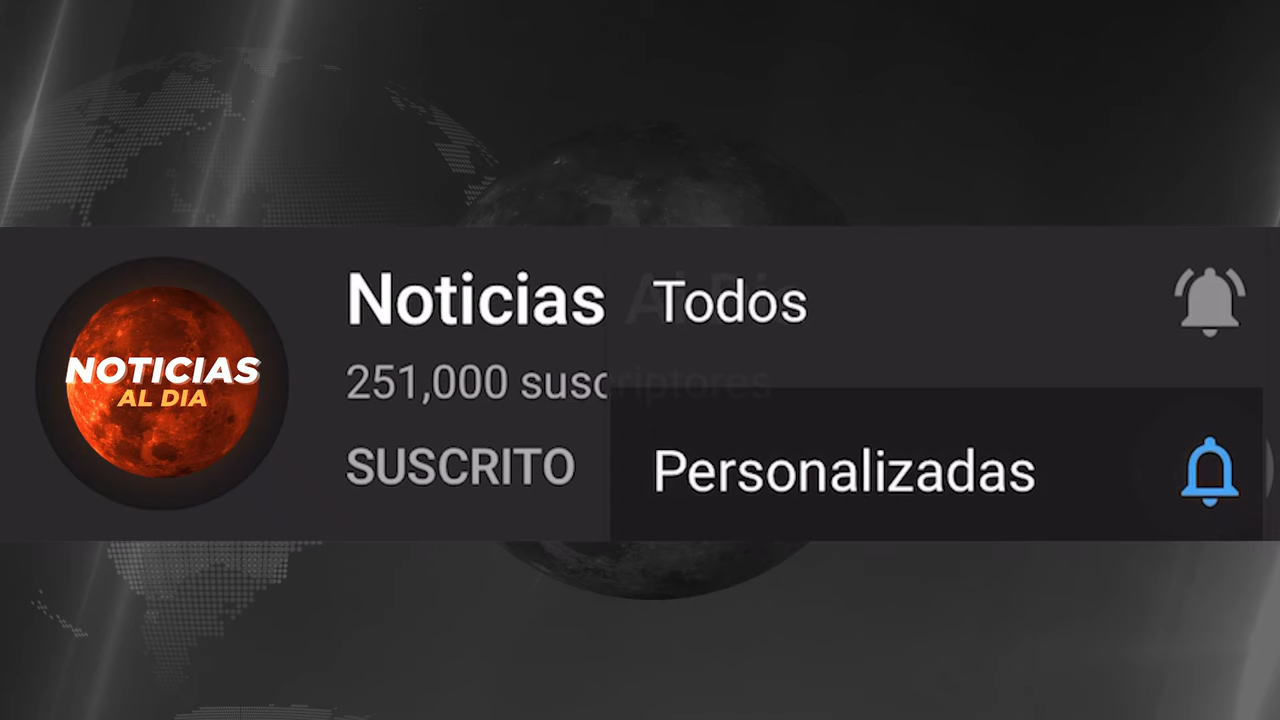 NOTICIAS
AL DIA
Noticias
251,000 suscriptores
SUSCRITO
Todos
Personalizadas